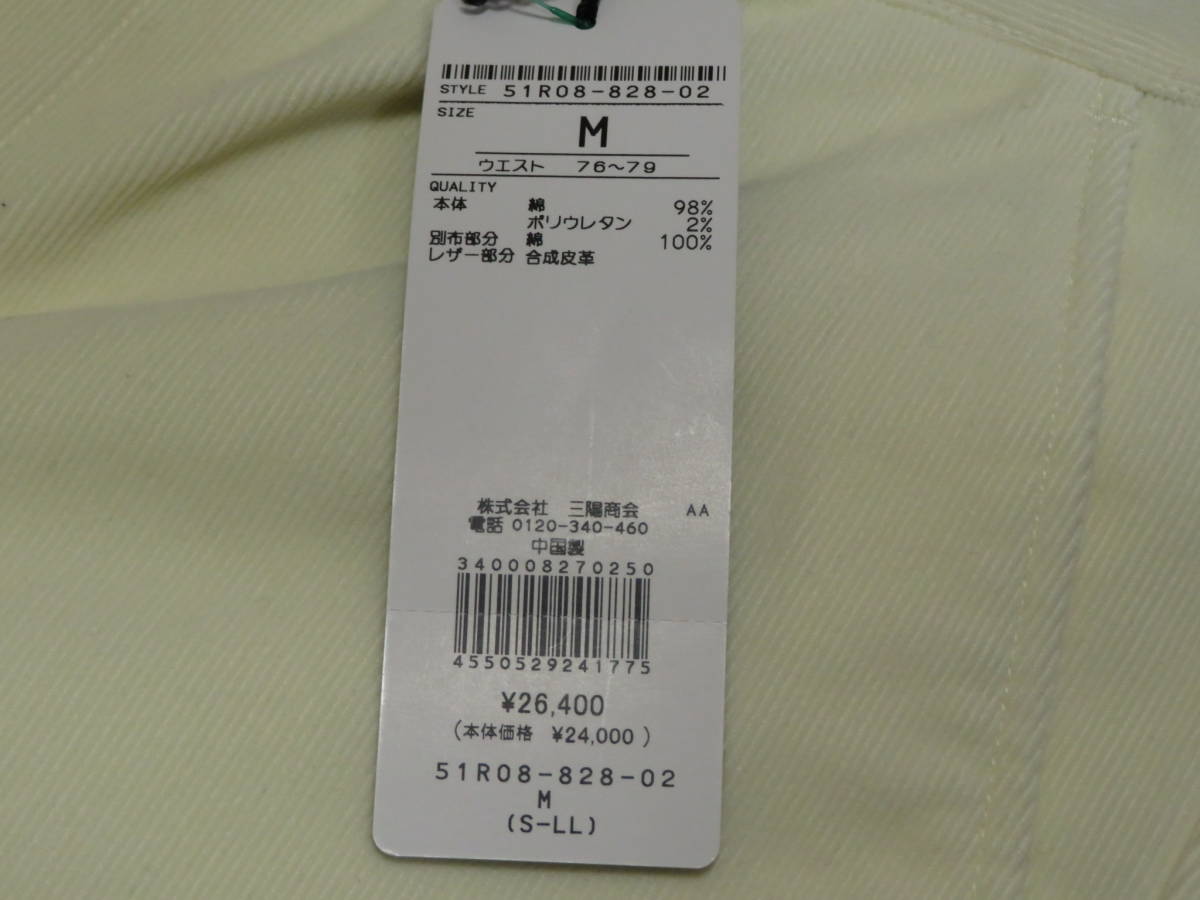 STYLE 51R08-828-02
SIZE
M
ウエスト 76〜79
QUALITY
本体 綿 98%
ポリウレタン 2%
別布部分 綿 100%
レザー部分 合成皮革
株式会社 三陽商会 AA
電話 0120-340-460
中国製
340008270250
4550529241775
¥26,400
(本体価格 ¥24,000)
51R08-828-02
M
(S-LL)